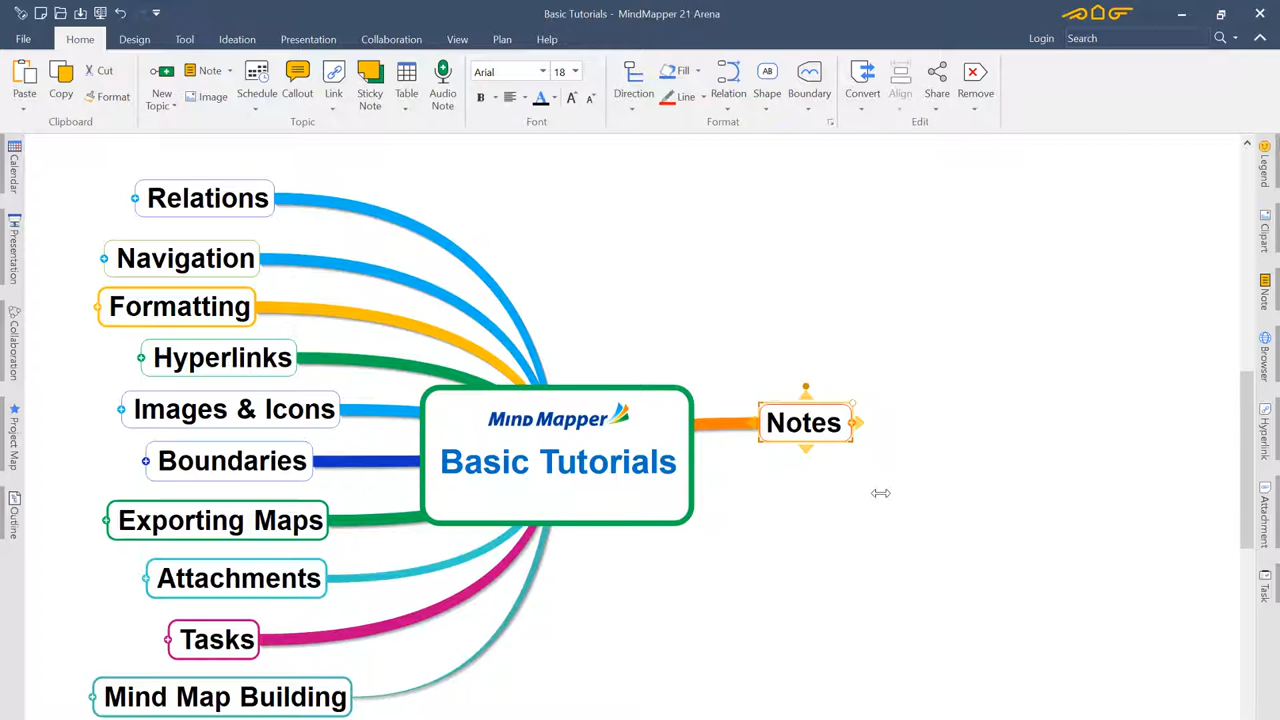 Basic Tutorials - MindMapper 21 Arena
File Home Design Tool Ideation Presentation Collaboration View Plan Help Login Search
Paste Copy Cut Format
Clipboard
New Topic Note Image Schedule Callout Link Sticky Note Table Audio Note
Topic
Arial 18
B A A A
Font
Direction Fill Line Relation Shape Boundary
Format
Convert Align Share Remove
Edit
Calendar
Presentation
Collaboration
Project Map
Outline
Relations
Navigation
Formatting
Hyperlinks
Images & Icons
Boundaries
Exporting Maps
Attachments
Tasks
Mind Map Building
Mind Mapper
Basic Tutorials
Notes
Legend
Clipart
Note
Browser
Hyperlink
Attachment
Task